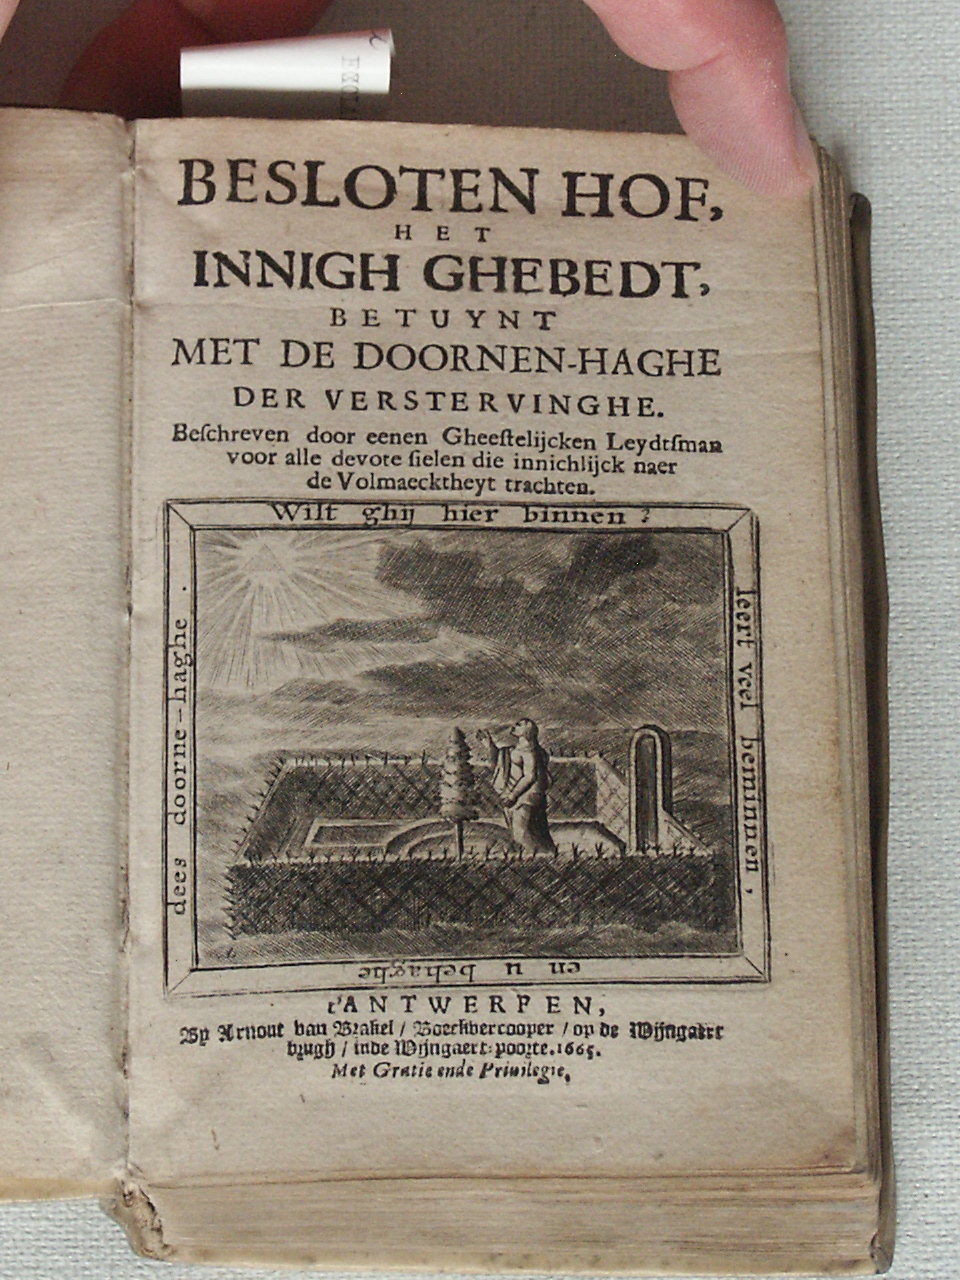 BESLOTEN HOF,
HET
INNIGH GHEBEDT,
BETUYNT
MET DE DOORNEN-HAGHE
DER VERSTERVINGHE.
Beſchreven door eenen Gheeſtelijcken Leydtſman
voor alle devote ſielen die innichlijck naer
de Volmaecktheyt trachten.
Wilt ghij hier binnen ?
leert veel beminnen,
en u behaghe
dees doorne-haghe .
t'ANTWERPEN,
By Arnout van Brakel / Boeckvercooper / op de Wijngaert
brugh / inde Wijngaert-poorte. 1665.
Met Gratie ende Privilegie,